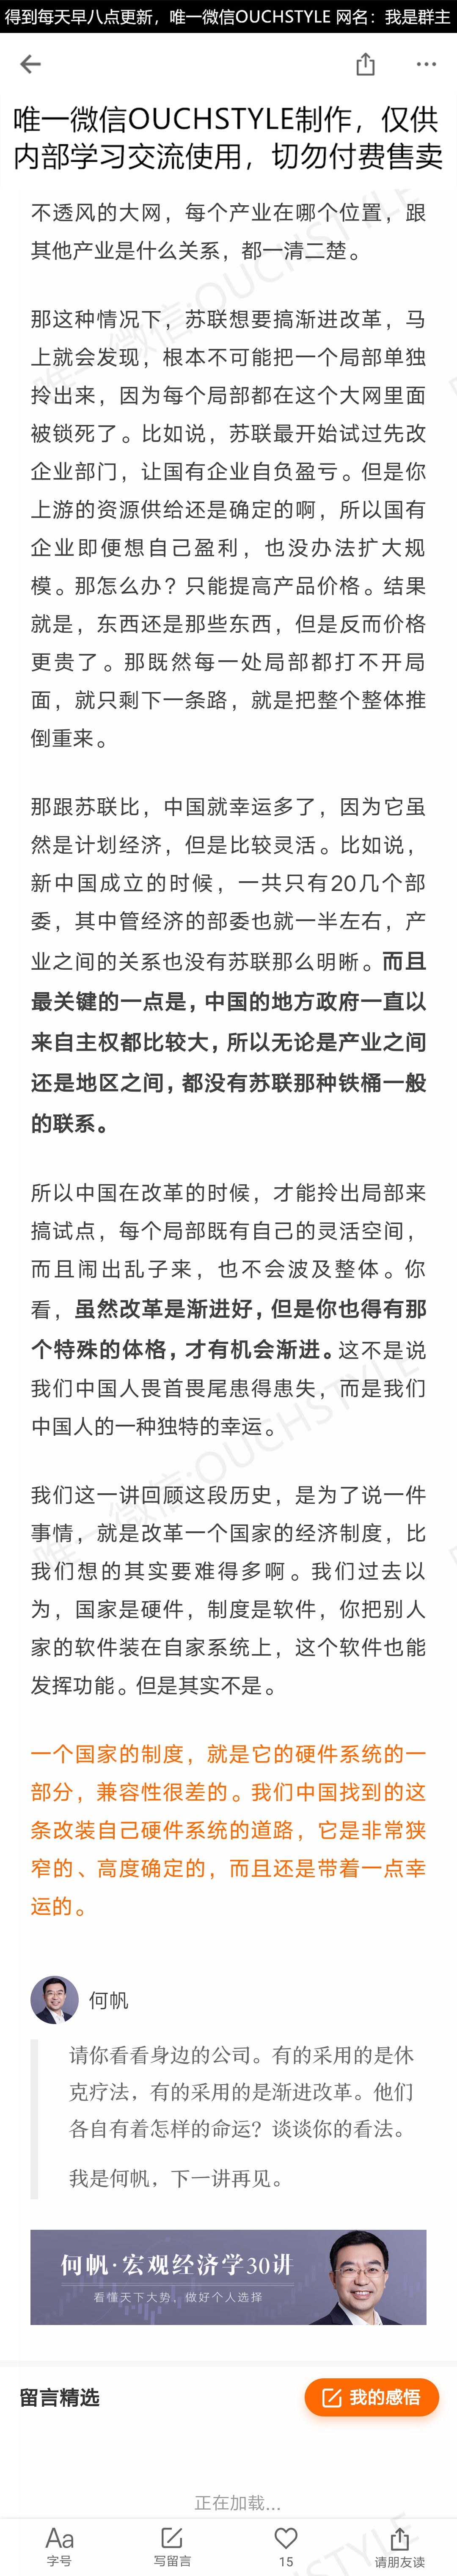 得到每天早八点更新，唯一微信OUCHSTYLE 网名：我是群主
唯一微信OUCHSTYLE制作，仅供
内部学习交流使用，切勿付费售卖
不透风的大网，每个产业在哪个位置，跟
其他产业是什么关系，都一清二楚。
那这种情况下，苏联想要搞渐进改革，马
上就会发现，根本不可能把一个局部单独
拎出来，因为每个局部都在这个大网里面
被锁死了。比如说，苏联最开始试过先改
企业部门，让国有企业自负盈亏。但是你
上游的资源供给还是确定的啊，所以国有
企业即便想自己盈利，也没办法扩大规
模。那怎么办？只能提高产品价格。结果
就是，东西还是那些东西，但是反而价格
更贵了。那既然每一处局部都打不开局
面，就只剩下一条路，就是把整个整体推
倒重来。
那跟苏联比，中国就幸运多了，因为它虽
然是计划经济，但是比较灵活。比如说，
新中国成立的时候，一共只有20几个部
委，其中管经济的部委也就一半左右，产
业之间的关系也没有苏联那么明晰。而且
最关键的一点是，中国的地方政府一直以
来自主权都比较大，所以无论是产业之间
还是地区之间，都没有苏联那种铁桶一般
的联系。
所以中国在改革的时候，才能拎出局部来
搞试点，每个局部既有自己的灵活空间，
而且闹出乱子来，也不会波及整体。你
看，虽然改革是渐进好，但是你也得有那
个特殊的体格，才有机会渐进。这不是说
我们中国人畏首畏尾患得患失，而是我们
中国人的一种独特的幸运。
我们这一讲回顾这段历史，是为了说一件
事情，就是改革一个国家的经济制度，比
我们想的其实要难得多啊。我们过去以
为，国家是硬件，制度是软件，你把别人
家的软件装在自家系统上，这个软件也能
发挥功能。但是其实不是。
一个国家的制度，就是它的硬件系统的一
部分，兼容性很差的。我们中国找到的这
条改装自己硬件系统的道路，它是非常狭
窄的、高度确定的，而且还是带着一点幸
运的。
何帆
请你看看身边的公司。有的采用的是休
克疗法，有的采用的是渐进改革。他们
各自有着怎样的命运？谈谈你的看法。
我是何帆，下一讲再见。
何帆·宏观经济学30讲
看懂天下大势，做好个人选择
留言精选
我的感悟
正在加载...
Aa
字号
写留言
15
请朋友读
唯一微信:OUCHSTYLE
唯一微信:OUCHSTYLE